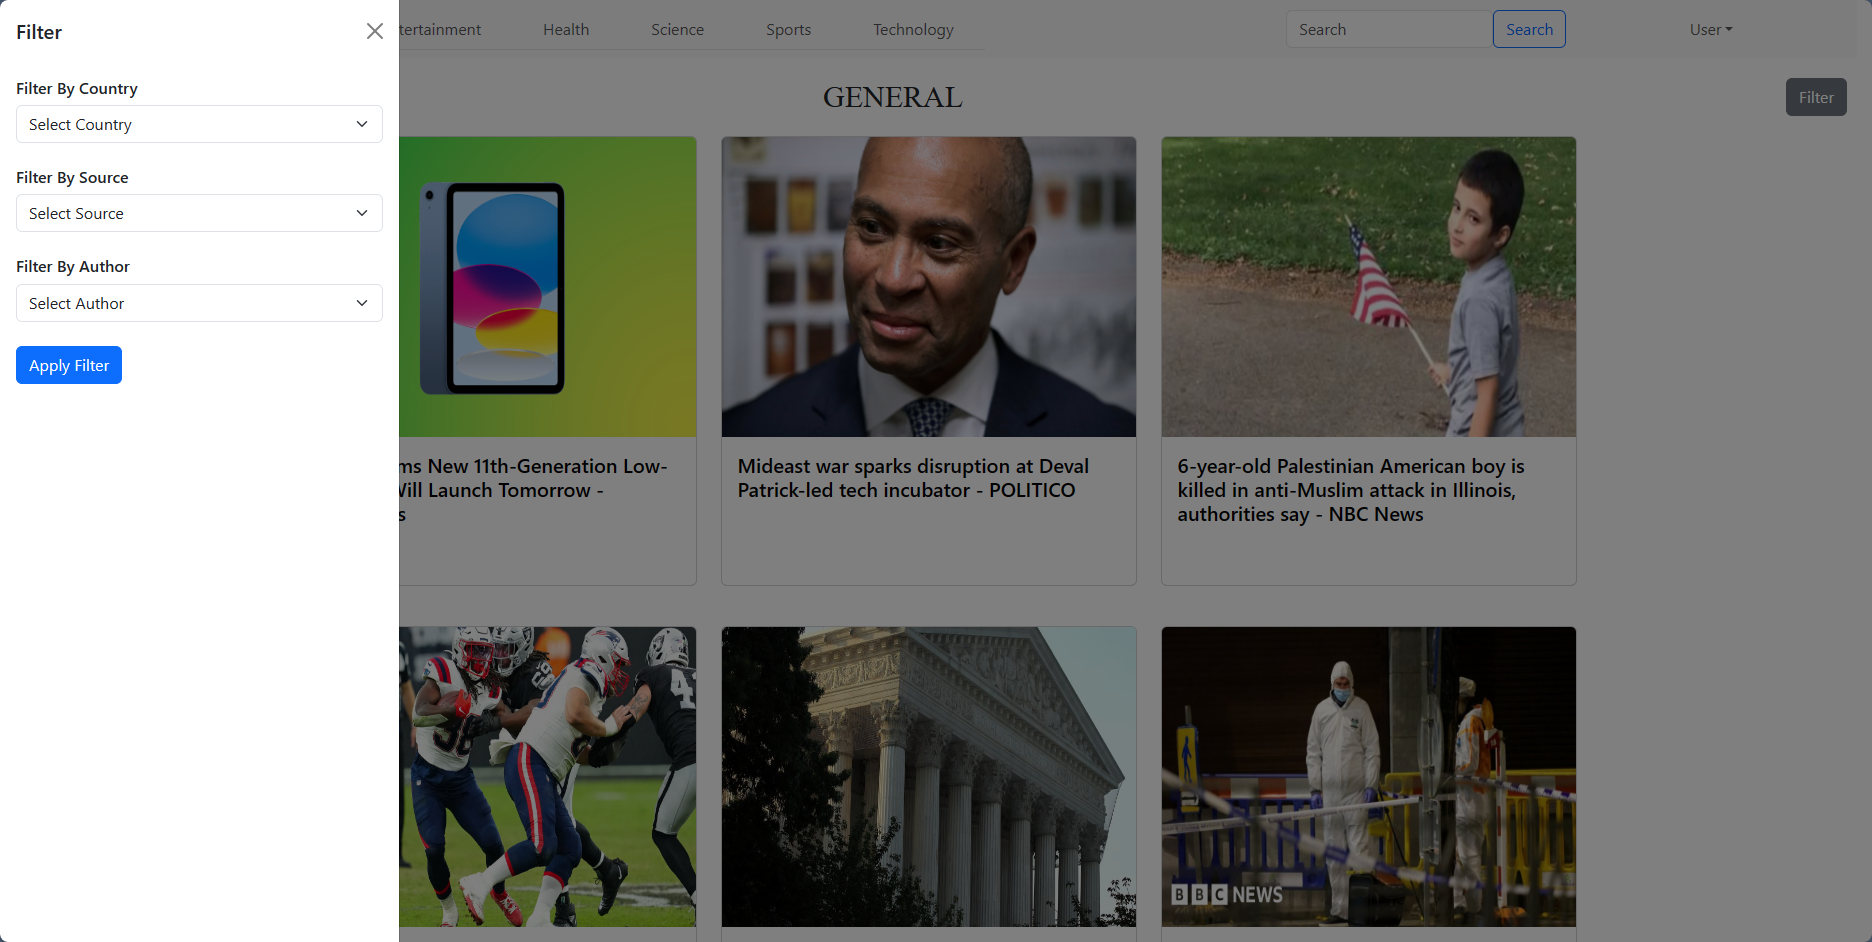 Filter
Filter By Country
Select Country
Filter By Source
Select Source
Filter By Author
Select Author
Apply Filter
tertainment Health Science Sports Technology
Search Search User
GENERAL
Filter
ms New 11th-Generation Low-
Will Launch Tomorrow -
s
Mideast war sparks disruption at Deval
Patrick-led tech incubator - POLITICO
6-year-old Palestinian American boy is
killed in anti-Muslim attack in Illinois,
authorities say - NBC News
38
4
BBC NEWS